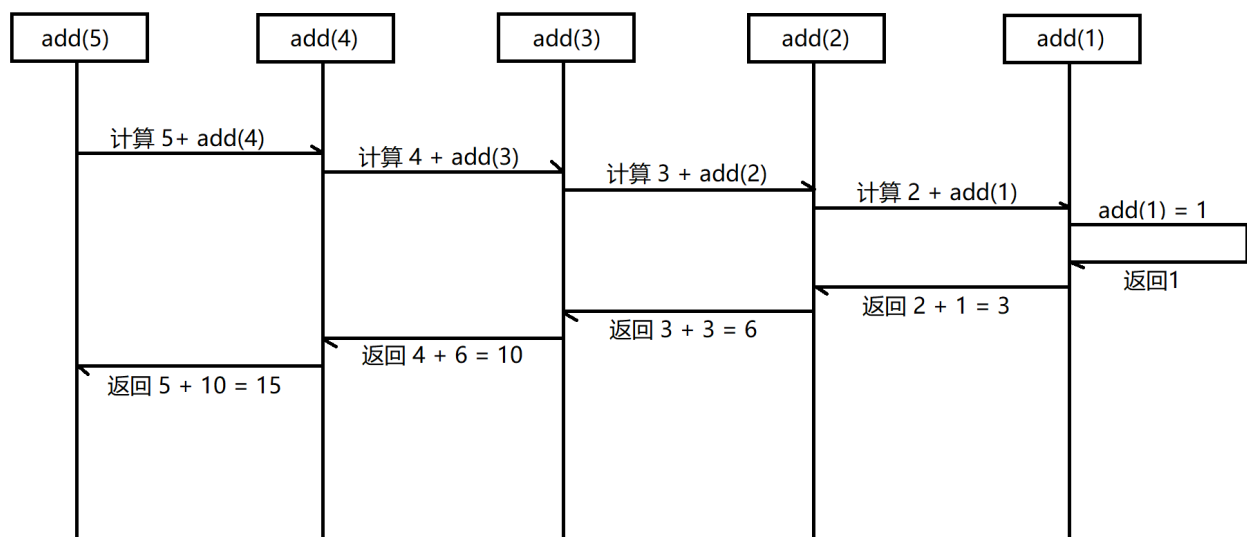 add(5)
add(4)
add(3)
add(2)
add(1)
计算 5+ add(4)
计算 4 + add(3)
计算 3 + add(2)
计算 2 + add(1)
add(1) = 1
返回1
返回 2 + 1 = 3
返回 3 + 3 = 6
返回 4 + 6 = 10
返回 5 + 10 = 15